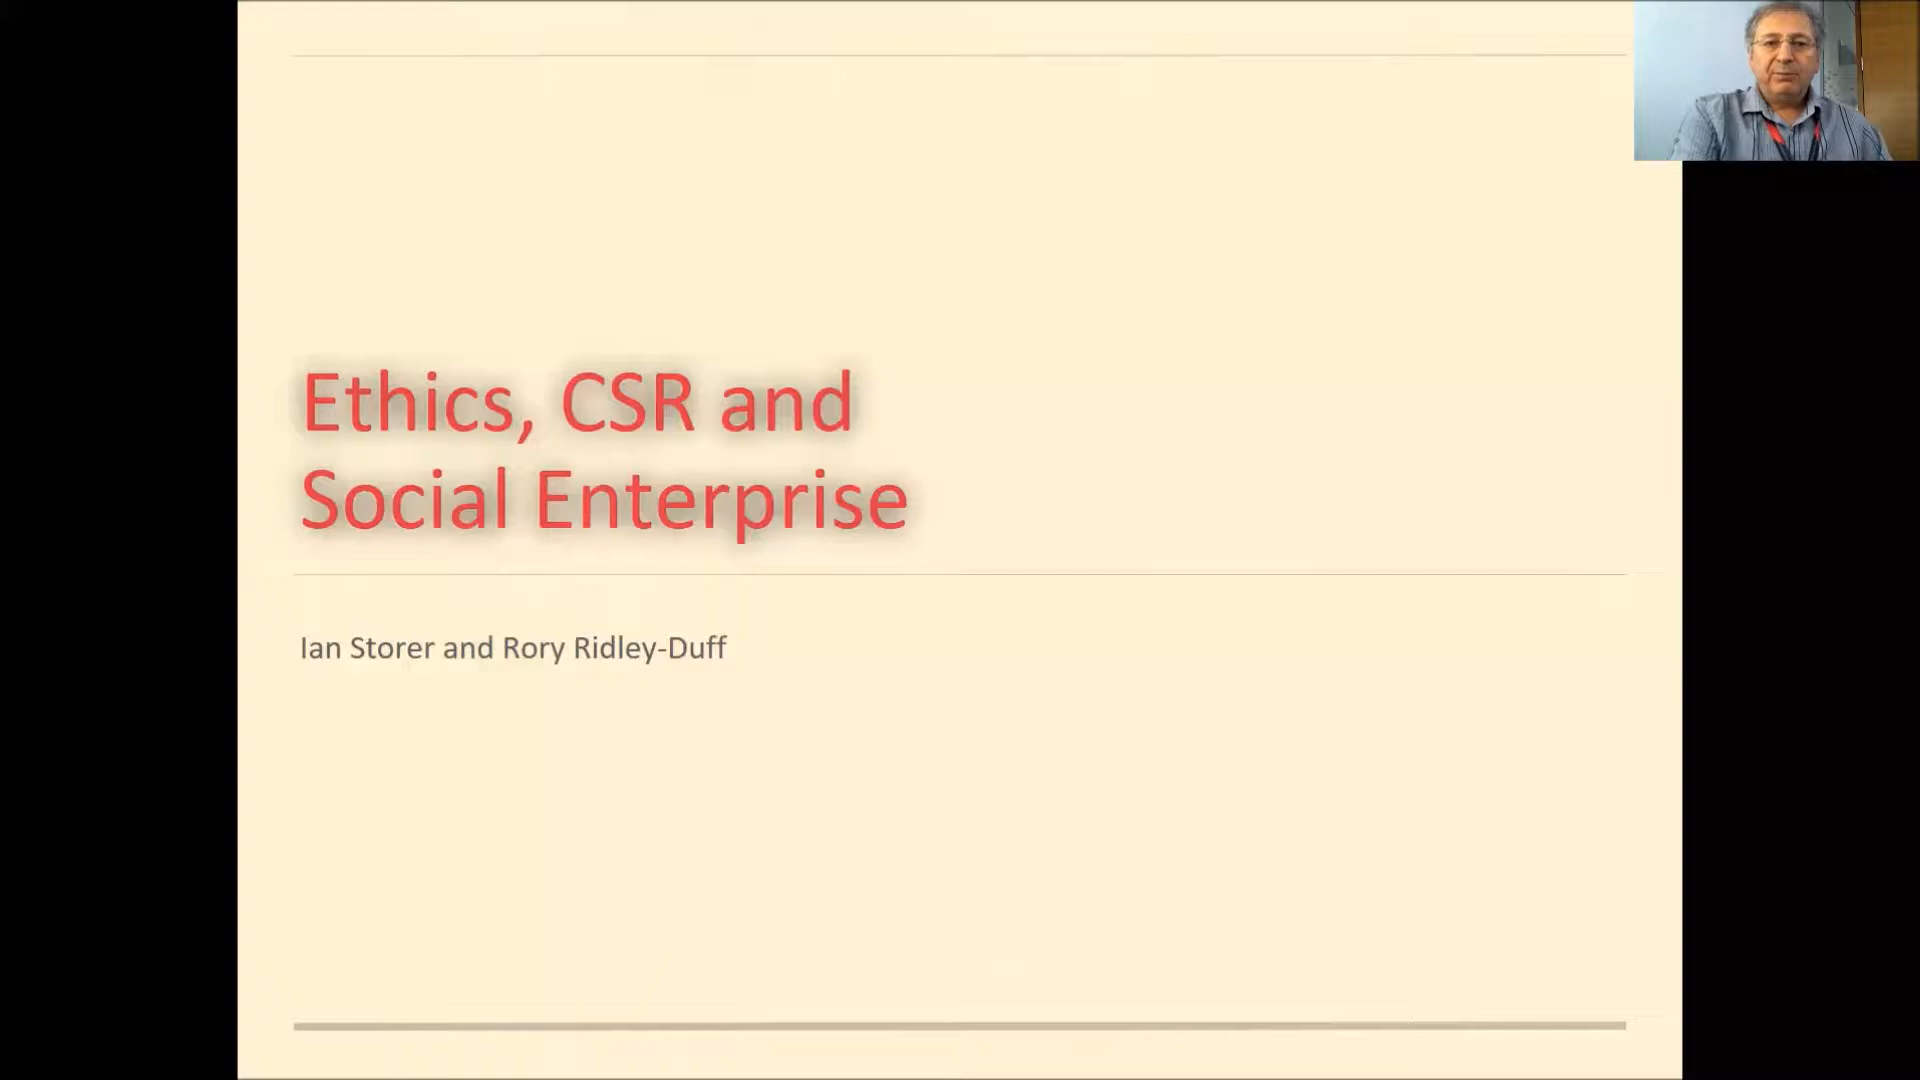 Ethics, CSR and
Social Enterprise
Ian Storer and Rory Ridley-Duff